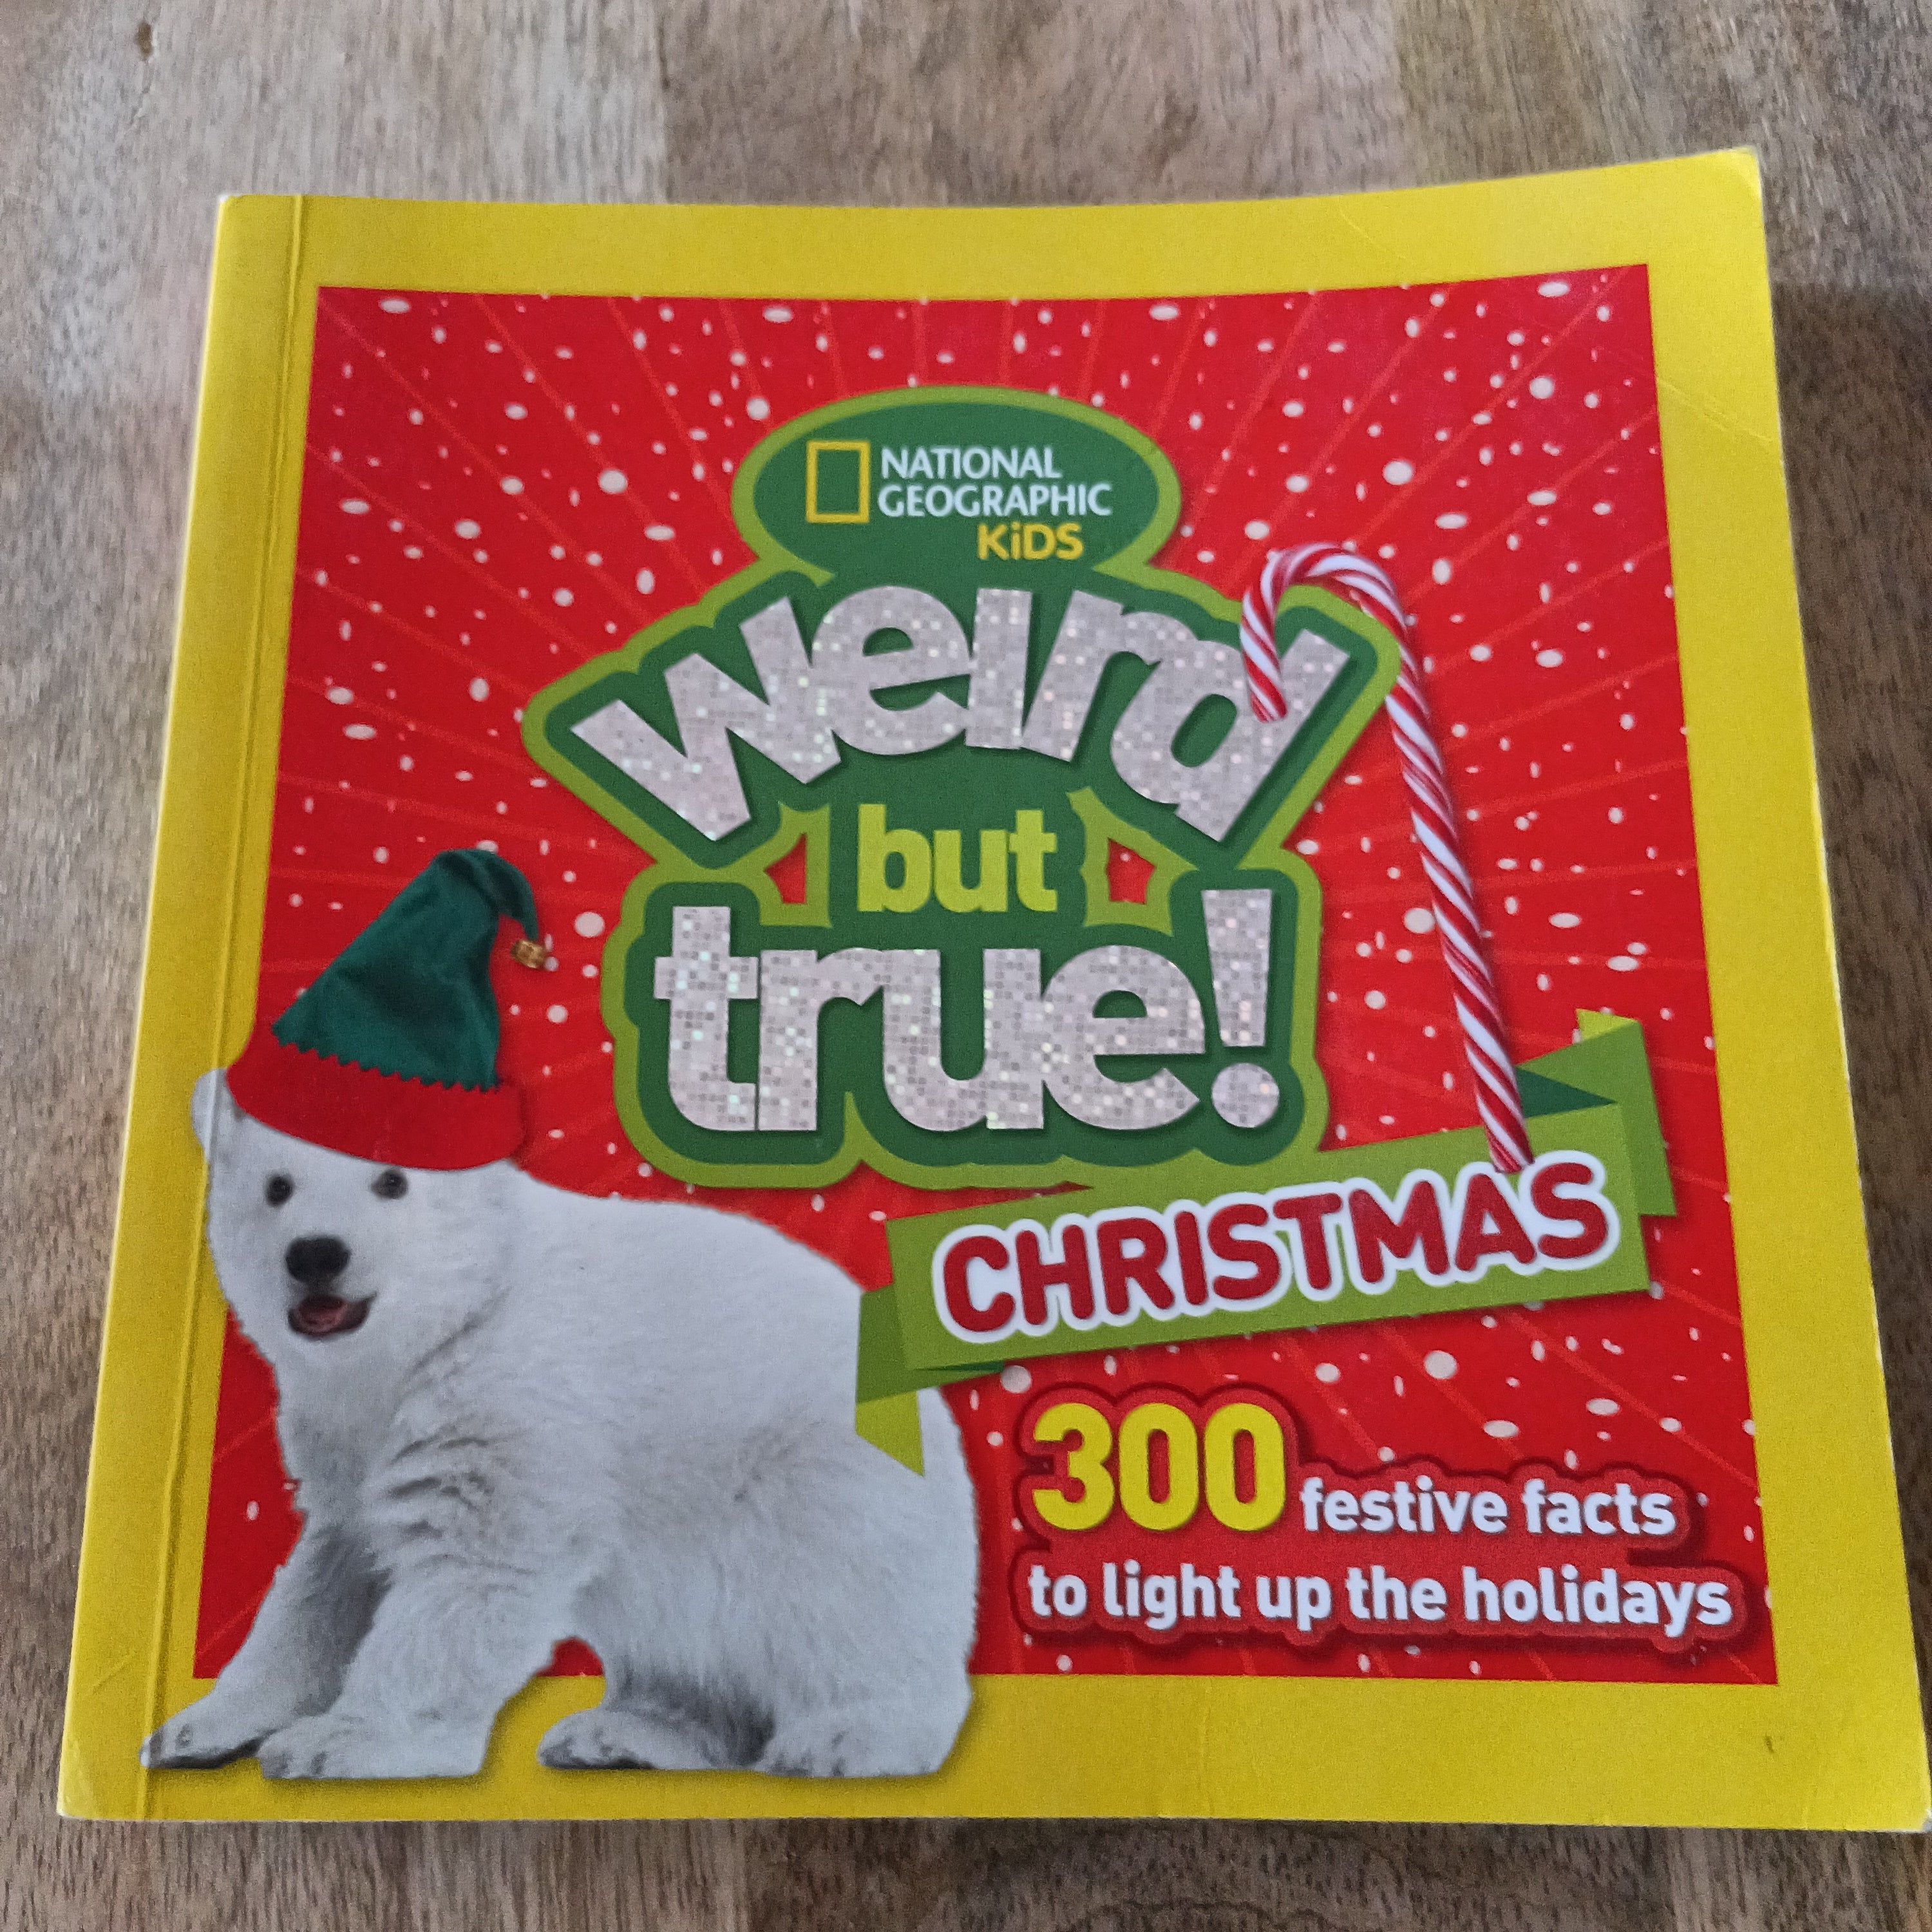 NATIONAL
GEOGRAPHIC
KiDS
weird
but
true!
CHRISTMAS
300 festive facts
to light up the holidays